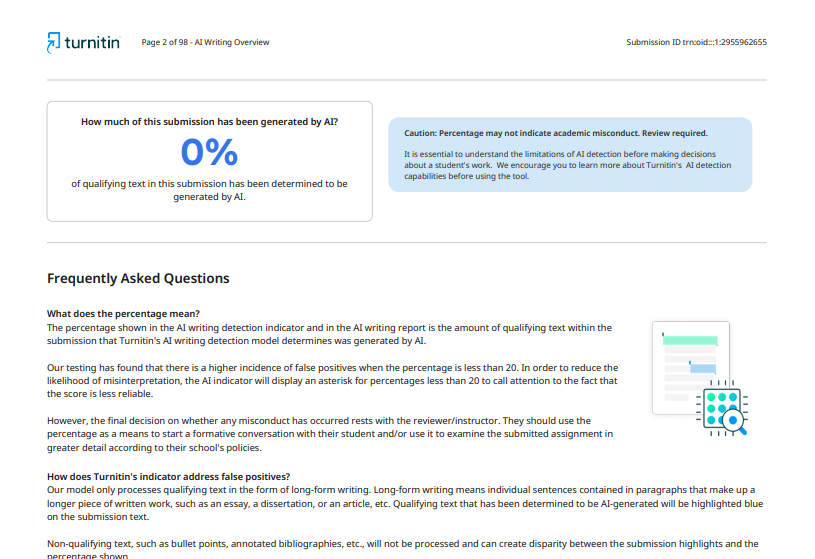 turnitin Page 2 of 98 - AI Writing Overview Submission ID trn:oid:::1:2955962655
How much of this submission has been generated by AI?
0%
of qualifying text in this submission has been determined to be
generated by AI.
Caution: Percentage may not indicate academic misconduct. Review required.
It is essential to understand the limitations of AI detection before making decisions
about a student's work. We encourage you to learn more about Turnitin's AI detection
capabilities before using the tool.
Frequently Asked Questions
What does the percentage mean?
The percentage shown in the AI writing detection indicator and in the AI writing report is the amount of qualifying text within the
submission that Turnitin's AI writing detection model determines was generated by AI.
Our testing has found that there is a higher incidence of false positives when the percentage is less than 20. In order to reduce the
likelihood of misinterpretation, the AI indicator will display an asterisk for percentages less than 20 to call attention to the fact that
the score is less reliable.
However, the final decision on whether any misconduct has occurred rests with the reviewer/instructor. They should use the
percentage as a means to start a formative conversation with their student and/or use it to examine the submitted assignment in
greater detail according to their school's policies.
How does Turnitin's indicator address false positives?
Our model only processes qualifying text in the form of long-form writing. Long-form writing means individual sentences contained in paragraphs that make up a
longer piece of written work, such as an essay, a dissertation, or an article, etc. Qualifying text that has been determined to be AI-generated will be highlighted blue
on the submission text.
Non-qualifying text, such as bullet points, annotated bibliographies, etc., will not be processed and can create disparity between the submission highlights and the
percentage shown.